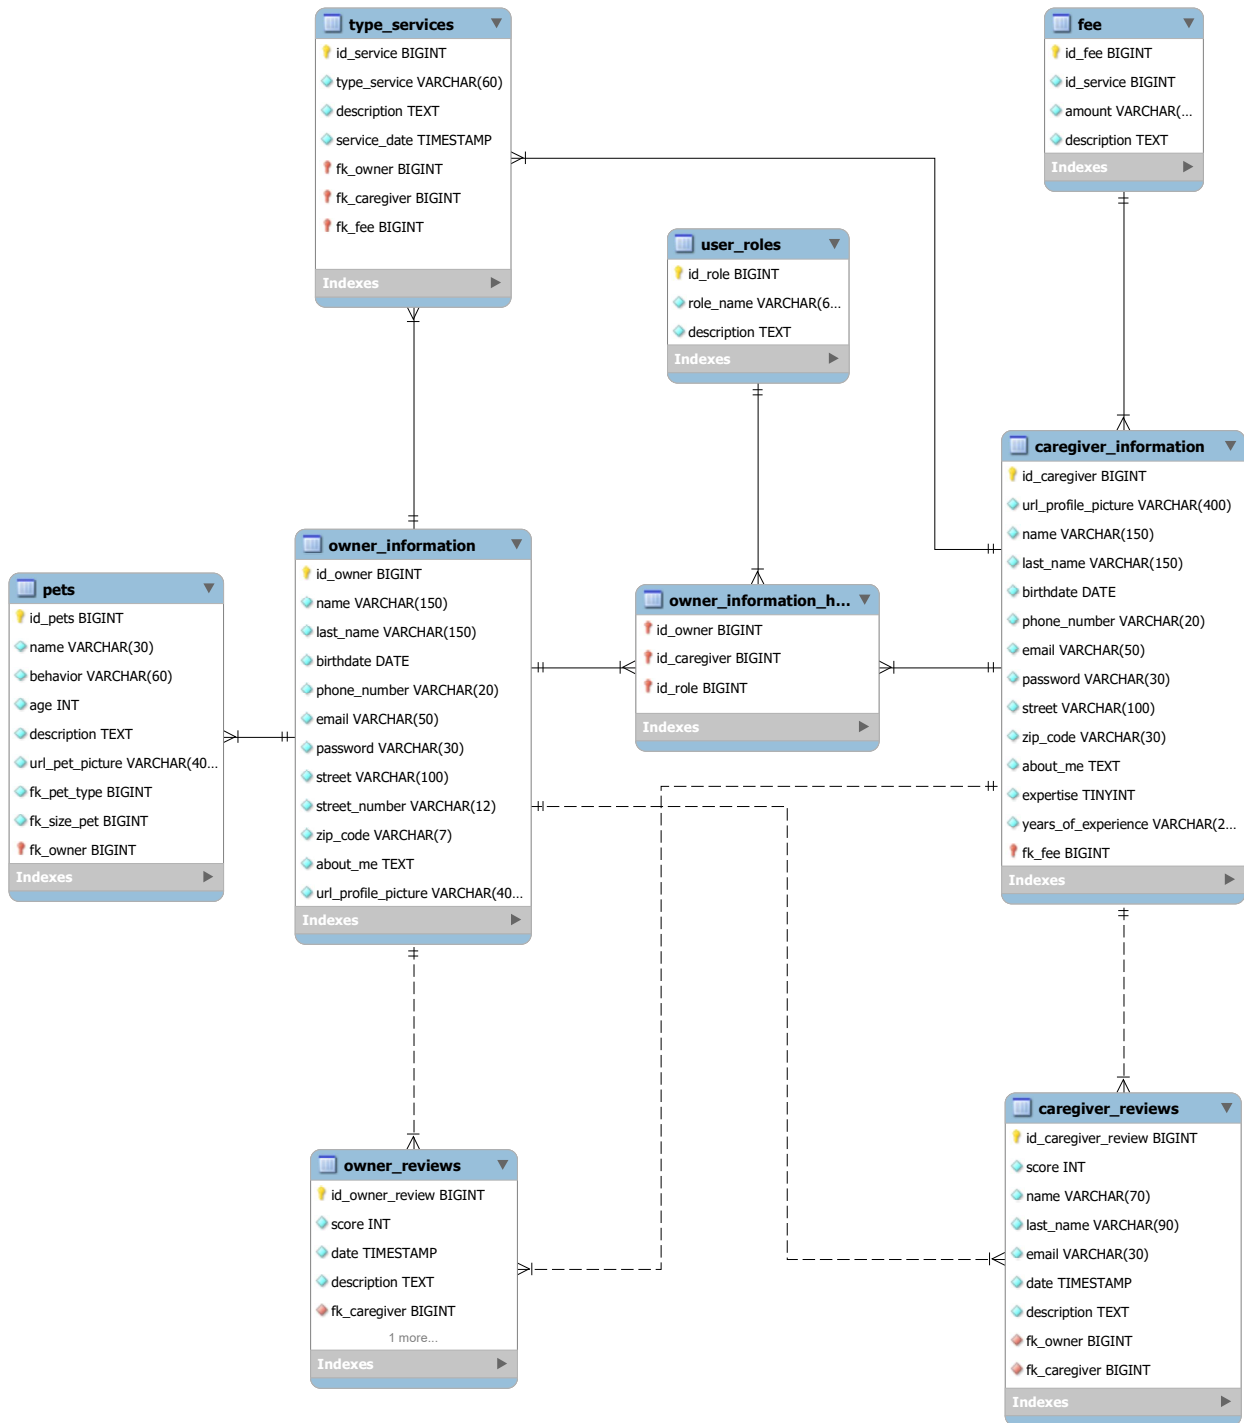 type_services
id_service BIGINT
type_service VARCHAR(60)
description TEXT
service_date TIMESTAMP
fk_owner BIGINT
fk_caregiver BIGINT
fk_fee BIGINT
Indexes
fee
id_fee BIGINT
id_service BIGINT
amount VARCHAR(...
description TEXT
Indexes
user_roles
id_role BIGINT
role_name VARCHAR(6...
description TEXT
Indexes
caregiver_information
id_caregiver BIGINT
url_profile_picture VARCHAR(400)
name VARCHAR(150)
last_name VARCHAR(150)
birthdate DATE
phone_number VARCHAR(20)
email VARCHAR(50)
password VARCHAR(30)
street VARCHAR(100)
zip_code VARCHAR(30)
about_me TEXT
expertise TINYINT
years_of_experience VARCHAR(2...
fk_fee BIGINT
Indexes
owner_information
id_owner BIGINT
name VARCHAR(150)
last_name VARCHAR(150)
birthdate DATE
phone_number VARCHAR(20)
email VARCHAR(50)
password VARCHAR(30)
street VARCHAR(100)
street_number VARCHAR(12)
zip_code VARCHAR(7)
about_me TEXT
url_profile_picture VARCHAR(40...
Indexes
pets
id_pets BIGINT
name VARCHAR(30)
behavior VARCHAR(60)
age INT
description TEXT
url_pet_picture VARCHAR(40...
fk_pet_type BIGINT
fk_size_pet BIGINT
fk_owner BIGINT
Indexes
owner_information_h...
id_owner BIGINT
id_caregiver BIGINT
id_role BIGINT
Indexes
owner_reviews
id_owner_review BIGINT
score INT
date TIMESTAMP
description TEXT
fk_caregiver BIGINT
1 more...
Indexes
caregiver_reviews
id_caregiver_review BIGINT
score INT
name VARCHAR(70)
last_name VARCHAR(90)
email VARCHAR(30)
date TIMESTAMP
description TEXT
fk_owner BIGINT
fk_caregiver BIGINT
Indexes